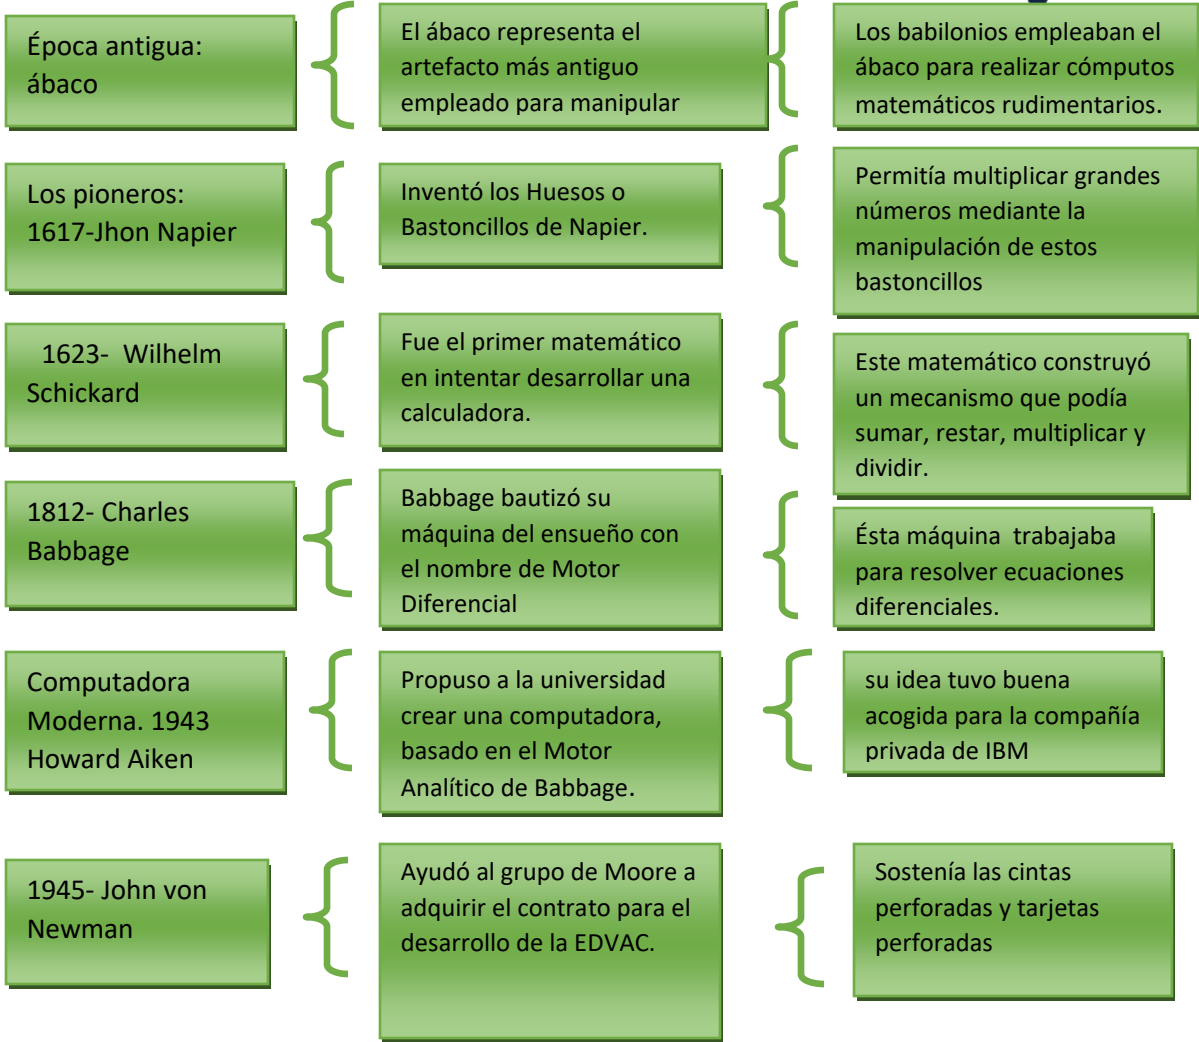 Época antigua:
ábaco
El ábaco representa el
artefacto más antiguo
empleado para manipular
Los babilonios empleaban el
ábaco para realizar cómputos
matemáticos rudimentarios.
Los pioneros:
1617-Jhon Napier
Inventó los Huesos o
Bastoncillos de Napier.
Permitía multiplicar grandes
números mediante la
manipulación de estos
bastoncillos
1623- Wilhelm
Schickard
Fue el primer matemático
en intentar desarrollar una
calculadora.
Este matemático construyó
un mecanismo que podía
sumar, restar, multiplicar y
dividir.
1812- Charles
Babbage
Babbage bautizó su
máquina del ensueño con
el nombre de Motor
Diferencial
Ésta máquina trabajaba
para resolver ecuaciones
diferenciales.
Computadora
Moderna. 1943
Howard Aiken
Propuso a la universidad
crear una computadora,
basado en el Motor
Analítico de Babbage.
su idea tuvo buena
acogida para la compañía
privada de IBM
1945- John von
Newman
Ayudó al grupo de Moore a
adquirir el contrato para el
desarrollo de la EDVAC.
Sostenía las cintas
perforadas y tarjetas
perforadas